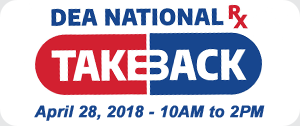 DEA NATIONAL Rx
TAKEBACK
April 28, 2018 - 10AM to 2PM